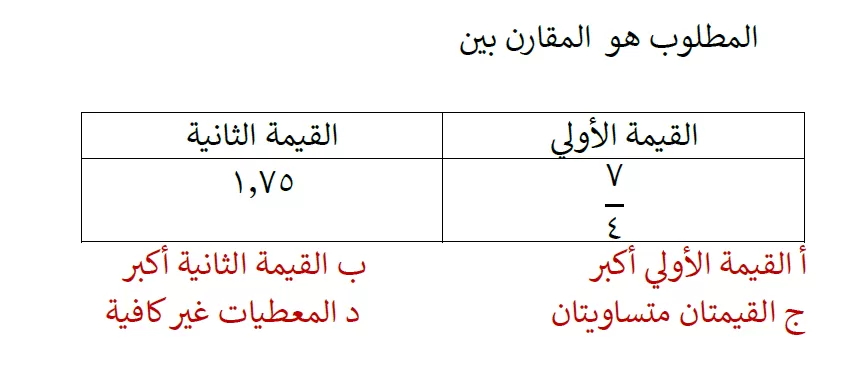 المطلوب هو المقارن بين
القيمة الأولي القيمة الثانية
٧ ١,٧٥
٤
أ القيمة الأولي أكبر ب القيمة الثانية أكبر
ج القيمتان متساويتان د المعطيات غير كافية